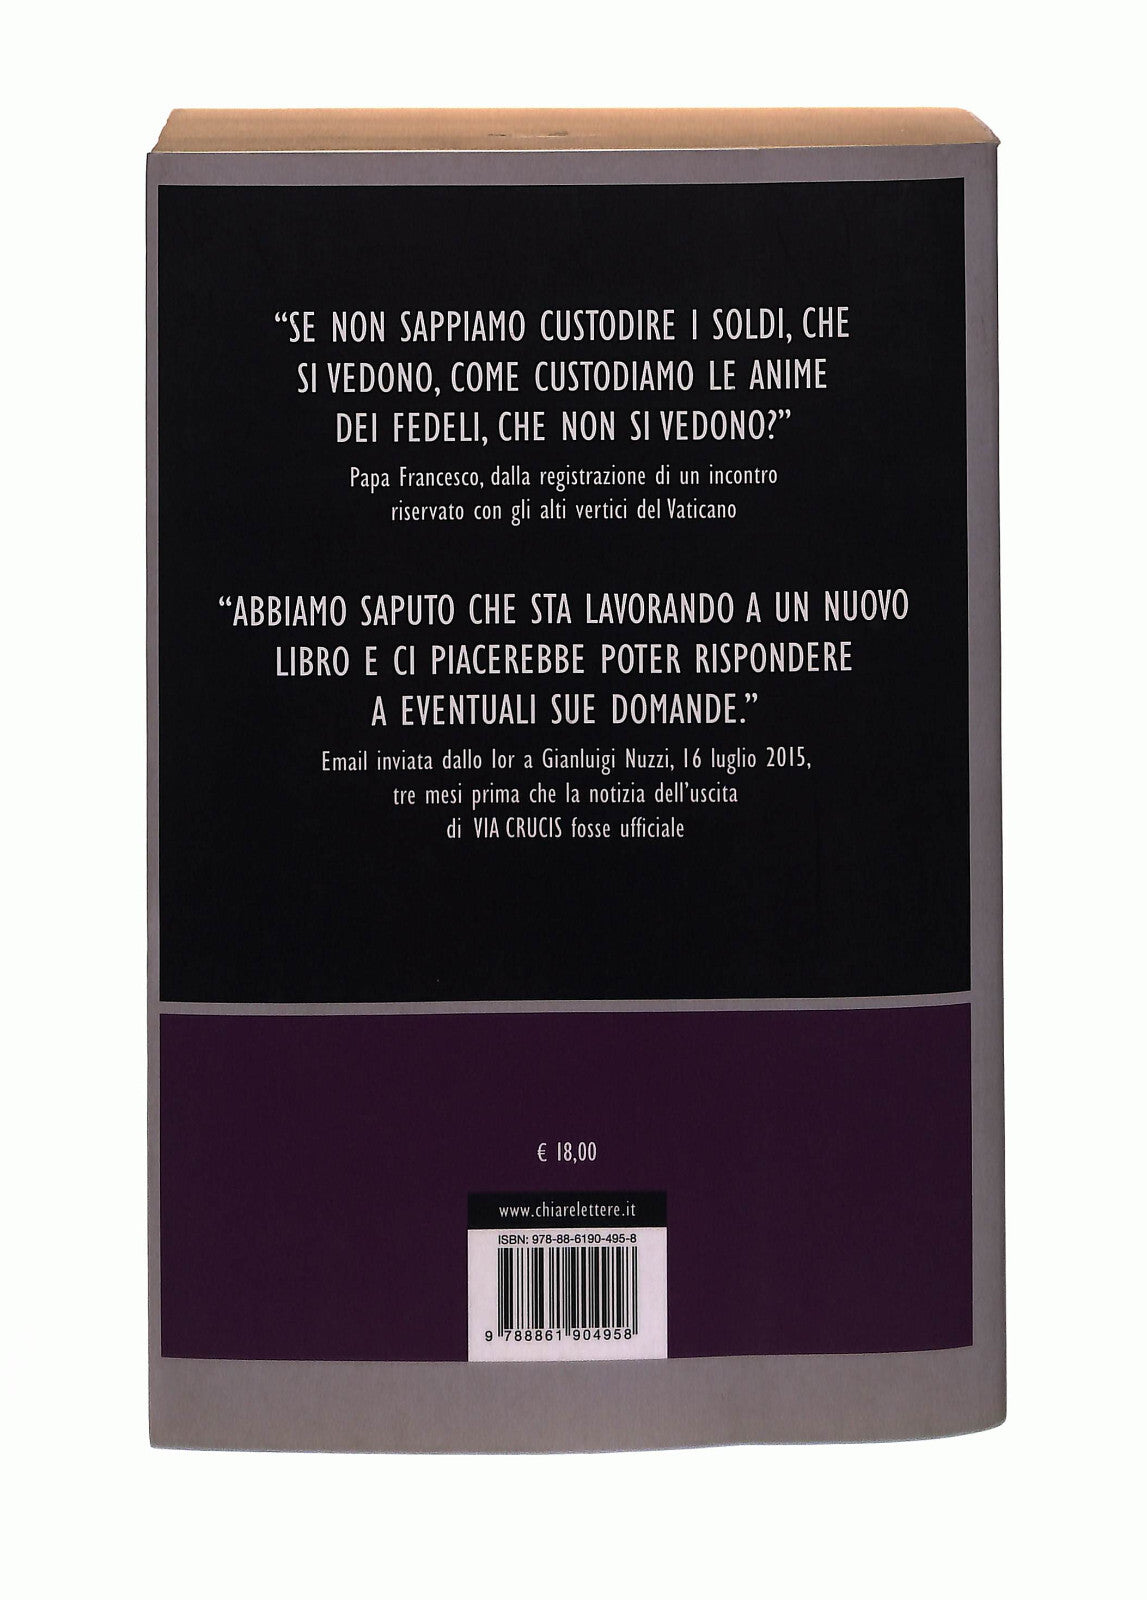 “SE NON SAPPIAMO CUSTODIRE I SOLDI, CHE
SI VEDONO, COME CUSTODIAMO LE ANIME
DEI FEDELI, CHE NON SI VEDONO?”
Papa Francesco, dalla registrazione di un incontro
riservato con gli alti vertici del Vaticano
“ABBIAMO SAPUTO CHE STA LAVORANDO A UN NUOVO
LIBRO E CI PIACEREBBE POTER RISPONDERE
A EVENTUALI SUE DOMANDE.”
Email inviata dallo Ior a Gianluigi Nuzzi, 16 luglio 2015,
tre mesi prima che la notizia dell’uscita
di VIA CRUCIS fosse ufficiale
€ 18,00
www.chiarelettere.it
ISBN: 978-88-6190-495-8
9 788861 904958